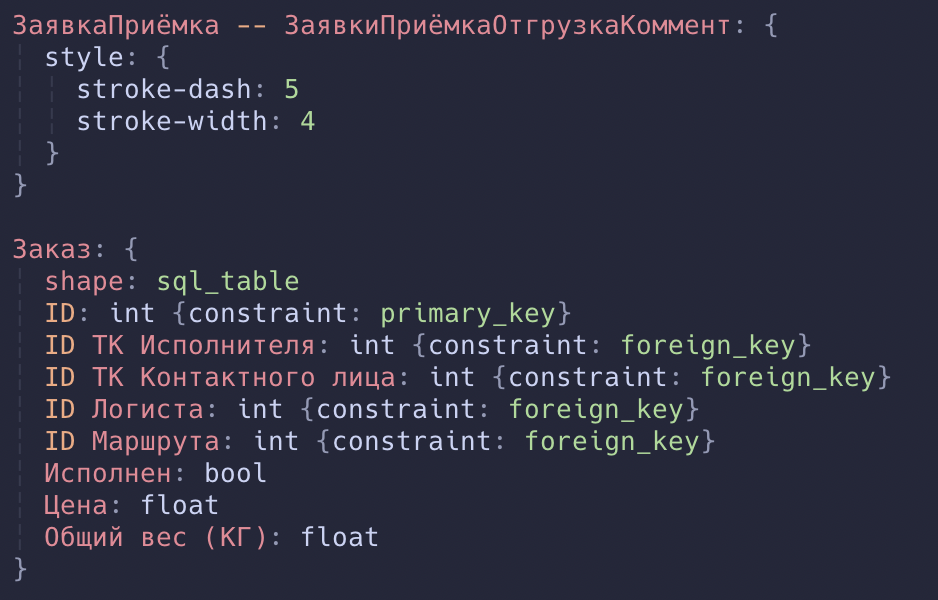 ЗаявкаПриёмка -- ЗаявкиПриёмкаОтгрузкаКоммент: {
  style: {
    stroke-dash: 5
    stroke-width: 4
  }
}

Заказ: {
  shape: sql_table
  ID: int {constraint: primary_key}
  ID ТК Исполнителя: int {constraint: foreign_key}
  ID ТК Контактного лица: int {constraint: foreign_key}
  ID Логиста: int {constraint: foreign_key}
  ID Маршрута: int {constraint: foreign_key}
  Исполнен: bool
  Цена: float
  Общий вес (КГ): float
}